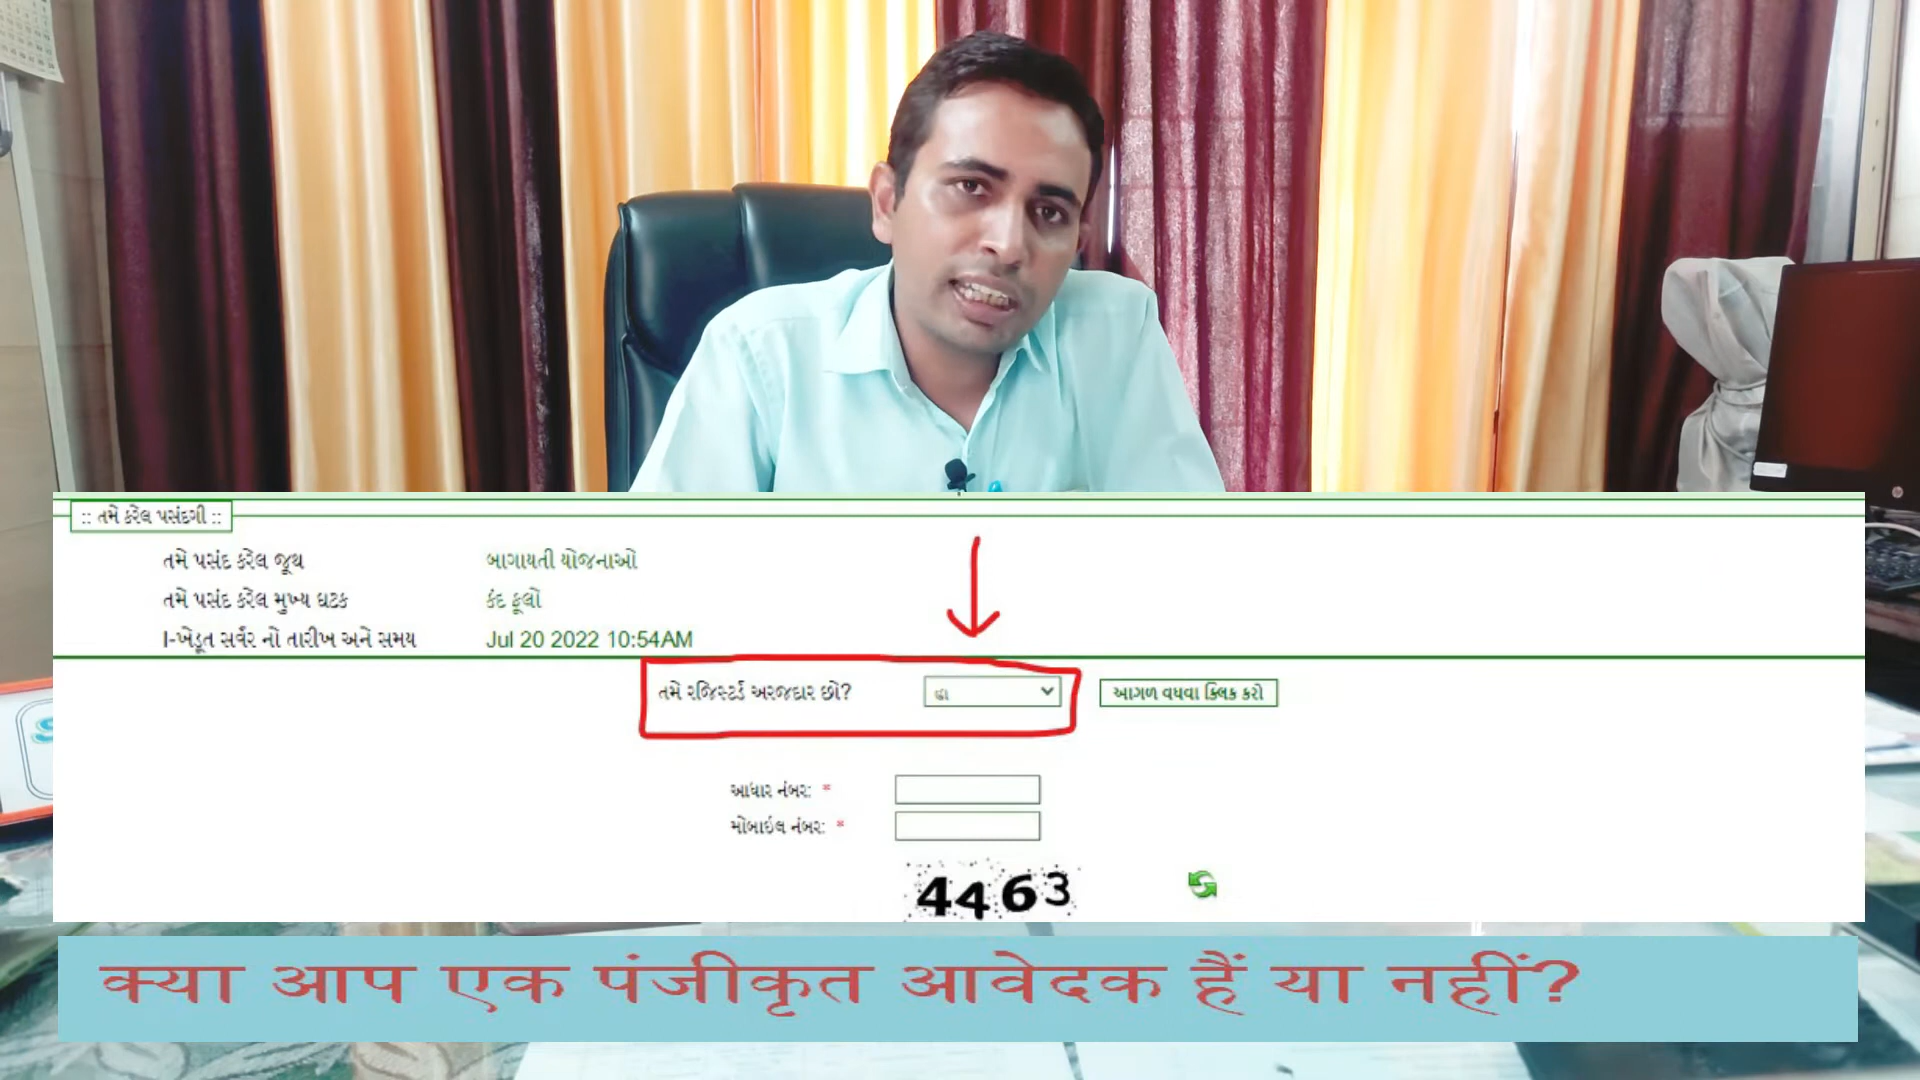 :: તમે કરેલ પસંદગી ::
તમે પસંદ કરેલ જૂથ બાગાયતી યોજનાઓ
તમે પસંદ કરેલ મુખ્ય ઘટક કંદ ફૂલો
I-ખેડૂત સર્વર નો તારીખ અને સમય Jul 20 2022 10:54AM
તમે રજિસ્ટર્ડ અરજદાર છો? હા આગળ વધવા ક્લિક કરો
આધાર નંબર: *
મોબાઇલ નંબર: *
4463
क्या आप एक पंजीकृत आवेदक हैं या नहीं?